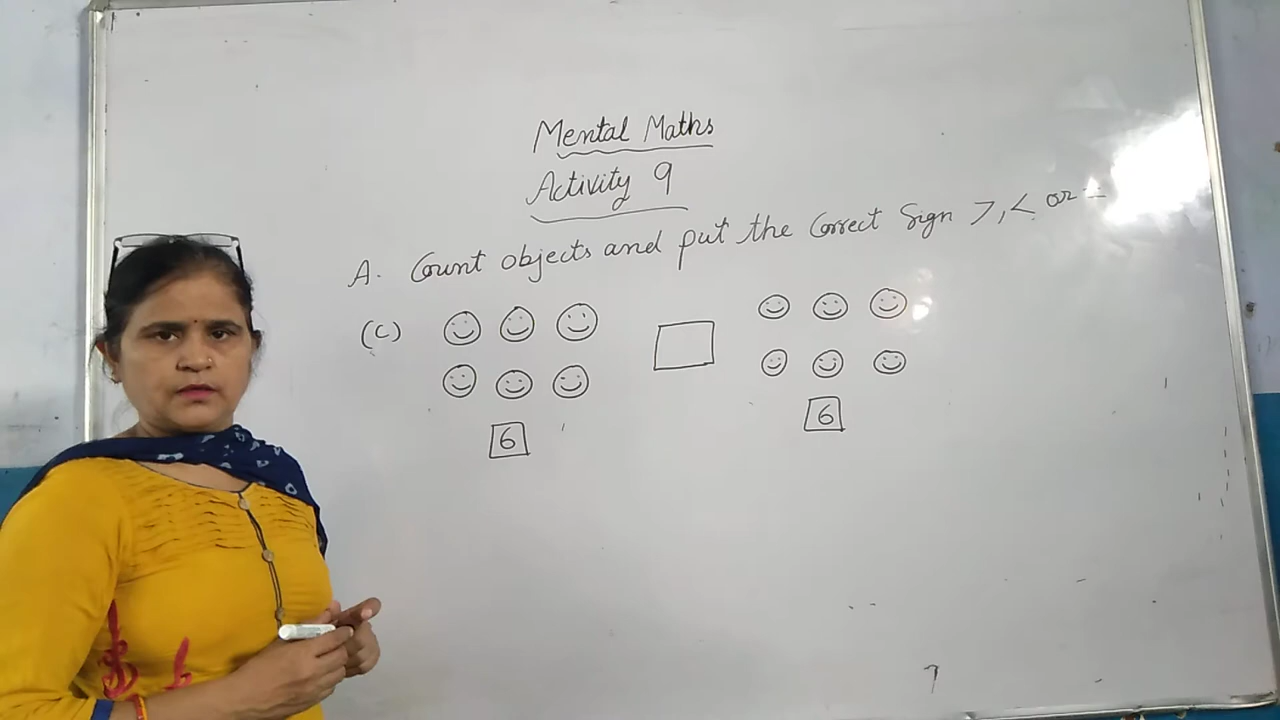 Mental Maths
Activity 9
A. Count objects and put the Correct Sign >, < or =
(C)
6
6